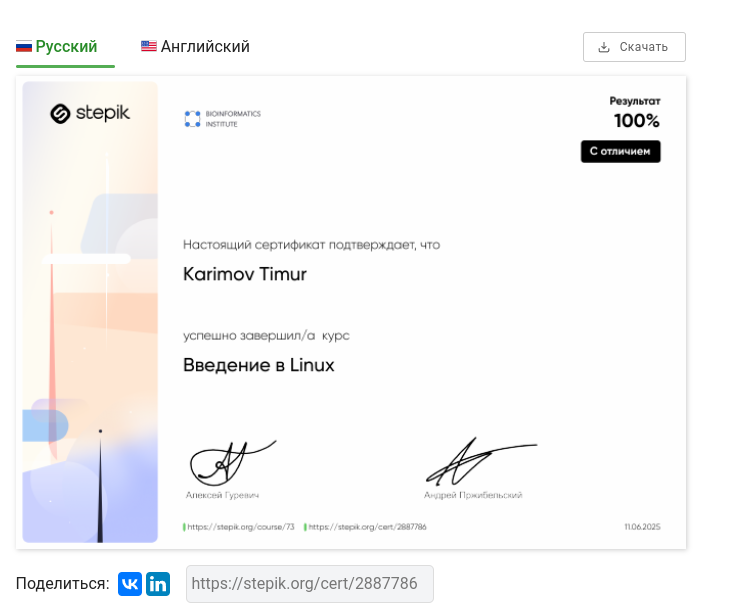 Русский
Английский
Скачать
stepik
BIOINFORMATICS
INSTITUTE
Результат
100%
С отличием
Настоящий сертификат подтверждает, что
Karimov Timur
успешно завершил/а курс
Введение в Linux
Алексей Гуревич
Андрей Пржибельский
https://stepik.org/course/73
https://stepik.org/cert/2887786
11.06.2025
Поделиться:
https://stepik.org/cert/2887786